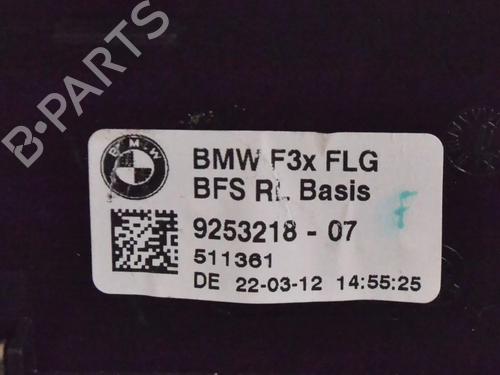 B-PARTS
BMW
BMW F3x FLG
BFS RL Basis
9253218 - 07
511361
DE 22-03-12 14:55:25
F